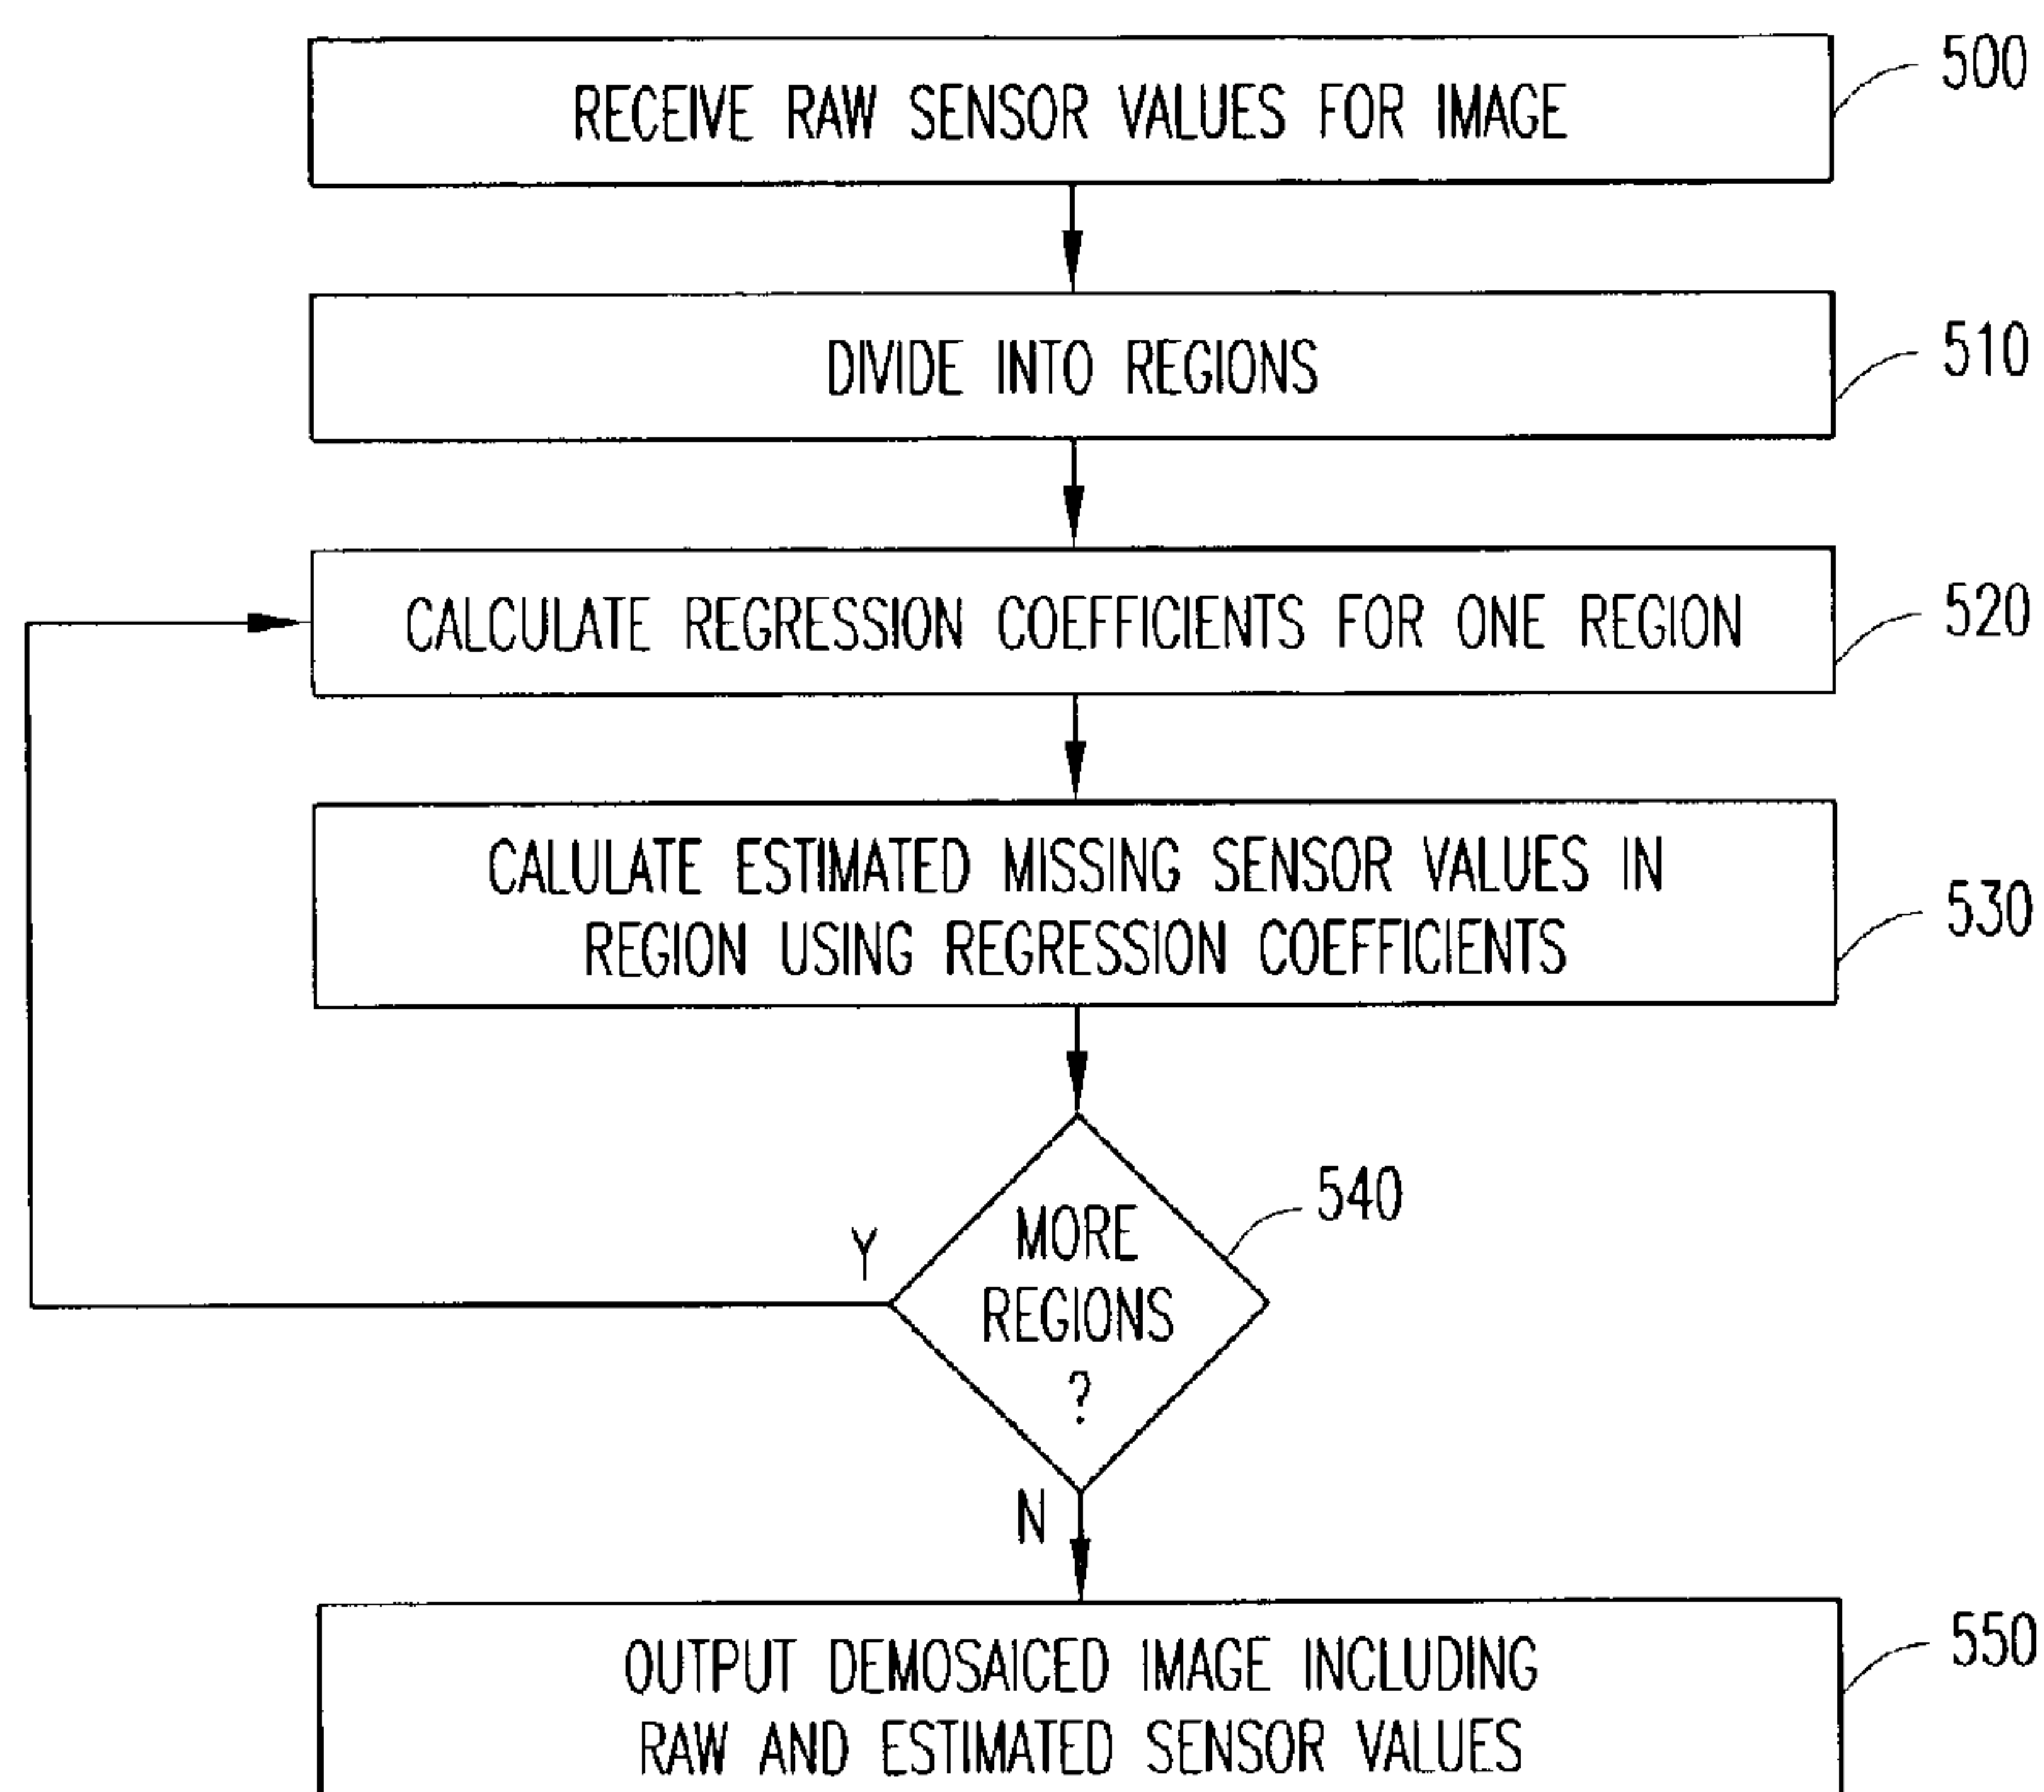 RECEIVE RAW SENSOR VALUES FOR IMAGE
500
DIVIDE INTO REGIONS
510
CALCULATE REGRESSION COEFFICIENTS FOR ONE REGION
520
CALULATE ESTIMATED MISSING SENSOR VALUES IN
REGION USING REGRESSION COEFFICIENTS
530
MORE
REGIONS
?
540
Y
N
OUTPUT DEMOSAICED IMAGE INCLUDING
RAW AND ESTIMATED SENSOR VALUES
550